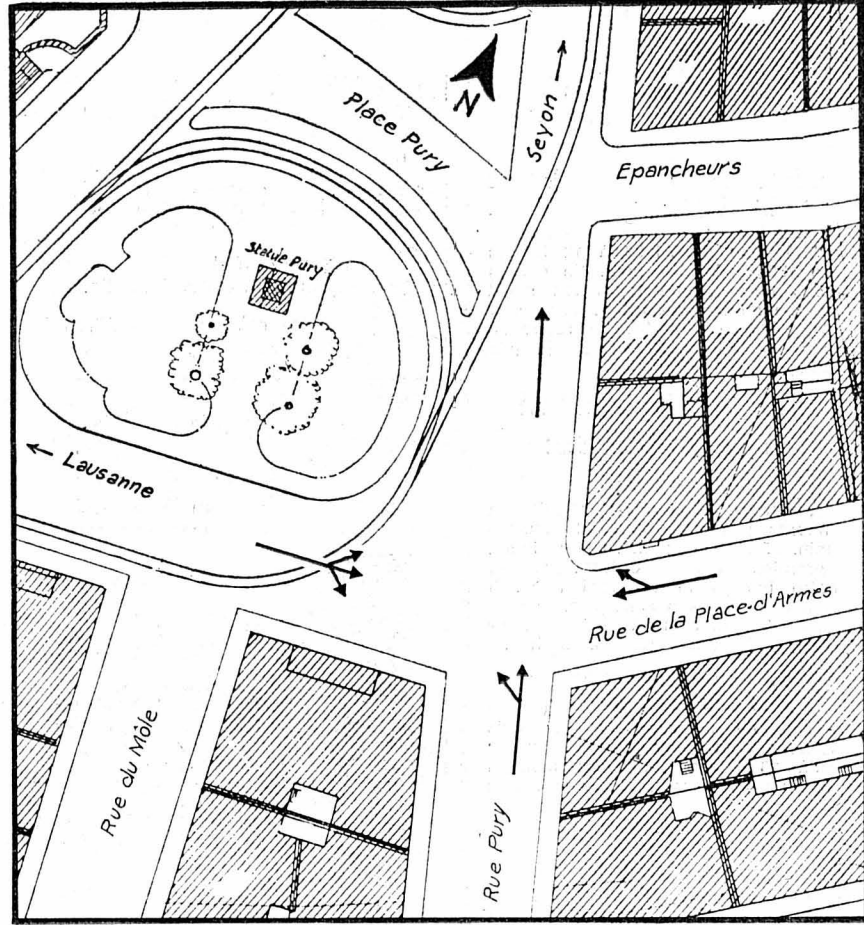 N
Place Pury
Seyon
Epancheurs
Statue Pury
Lausanne
Rue de la Place-d'Armes
Rue du Môle
Rue Pury